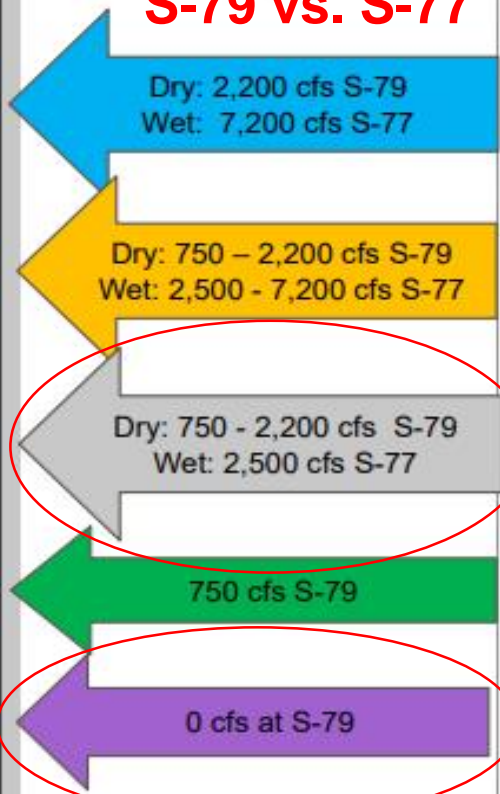 S-79 vs. S-77
Dry: 2,200 cfs S-79
Wet:  7,200 cfs S-77
Dry: 750 – 2,200 cfs S-79
Wet: 2,500 - 7,200 cfs S-77
Dry: 750 - 2,200 cfs  S-79
Wet: 2,500 cfs S-77
750 cfs S-79
0 cfs at S-79